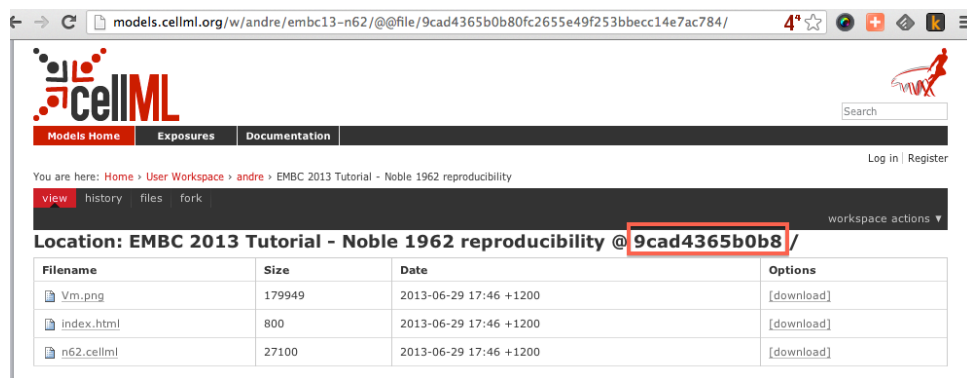 models.cellml.org/w/andre/embc13-n62/@@file/9cad4365b0b80fc2655e49f253bbecc14e7ac784/
4*
k
cellML
Search
Models Home Exposures Documentation
Log in | Register
You are here: Home › User Workspace › andre › EMBC 2013 Tutorial - Noble 1962 reproducibility
view history files fork
workspace actions ▼
Location: EMBC 2013 Tutorial - Noble 1962 reproducibility @ 9cad4365b0b8 /
Filename Size Date Options
Vm.png 179949 2013-06-29 17:46 +1200 [download]
index.html 800 2013-06-29 17:46 +1200 [download]
n62.cellml 27100 2013-06-29 17:46 +1200 [download]